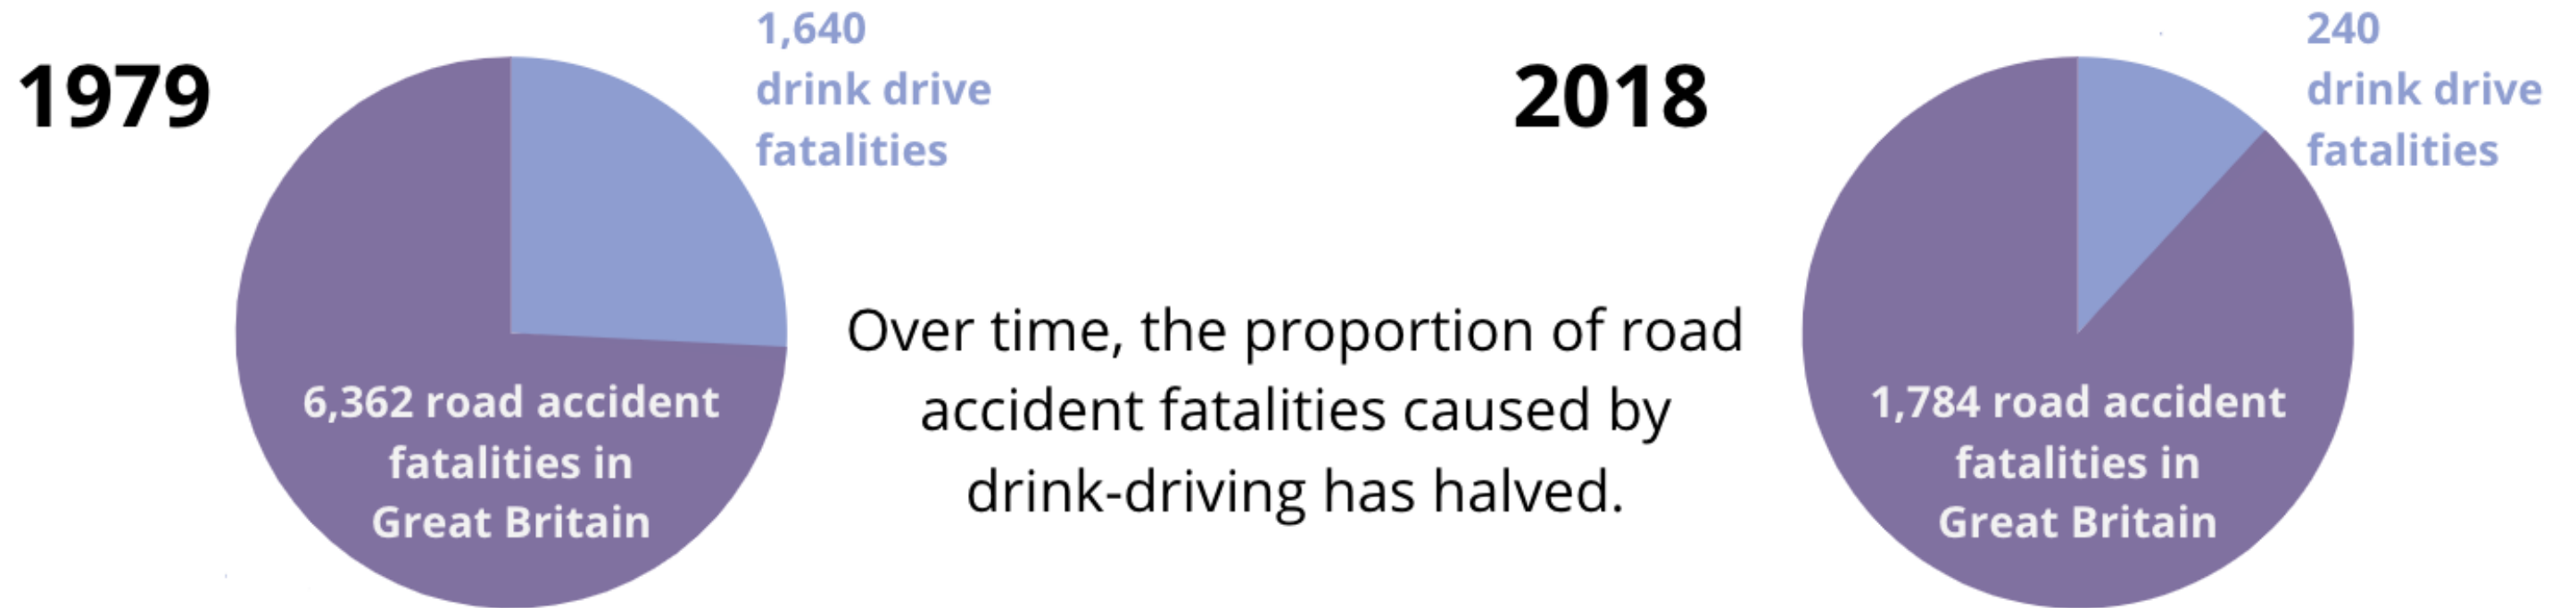 1979
1,640
drink drive
fatalities
6,362 road accident
fatalities in
Great Britain
Over time, the proportion of road
accident fatalities caused by
drink-driving has halved.
2018
240
drink drive
fatalities
1,784 road accident
fatalities in
Great Britain